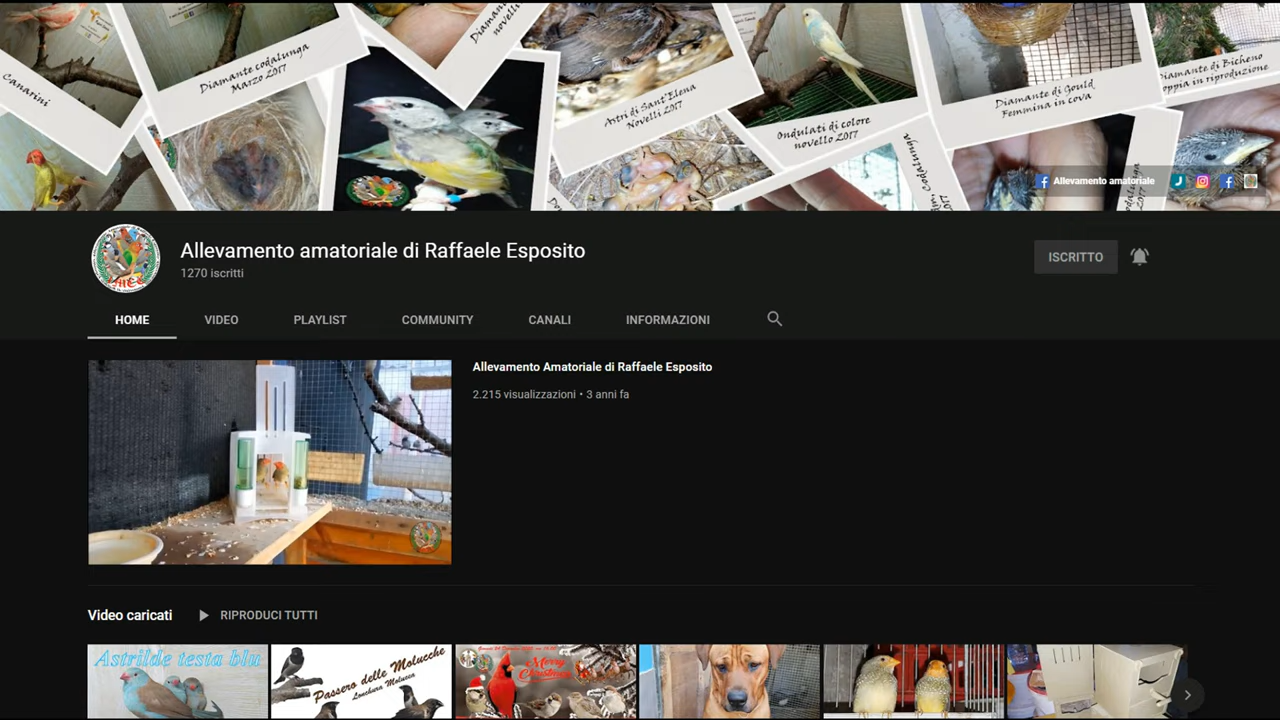 Canarini
Diamante codalunga
Marzo 2017
novelli
Astri di Sant'Elena
Novelli 2017
Ondulati di colore
novello 2017
Diamante di Gould
Femmina in cova
Diamante di Bicheno
oppia in riproduzione
Allevamento amatoriale
Allevamento amatoriale di Raffaele Esposito
1270 iscritti
ISCRITTO
HOME VIDEO PLAYLIST COMMUNITY CANALI INFORMAZIONI
Allevamento Amatoriale di Raffaele Esposito
2.215 visualizzazioni • 3 anni fa
Video caricati
RIPRODUCI TUTTI
Astrilde testa blu
Passero delle Molucche
Lonchura Molucca
Merry
Christmas